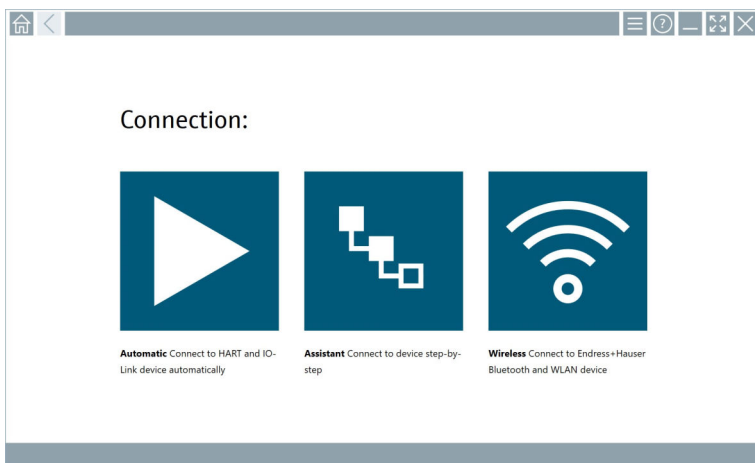 Connection:
Automatic Connect to HART and IO-
Link device automatically
Assistant Connect to device step-by-
step
Wireless Connect to Endress+Hauser
Bluetooth and WLAN device